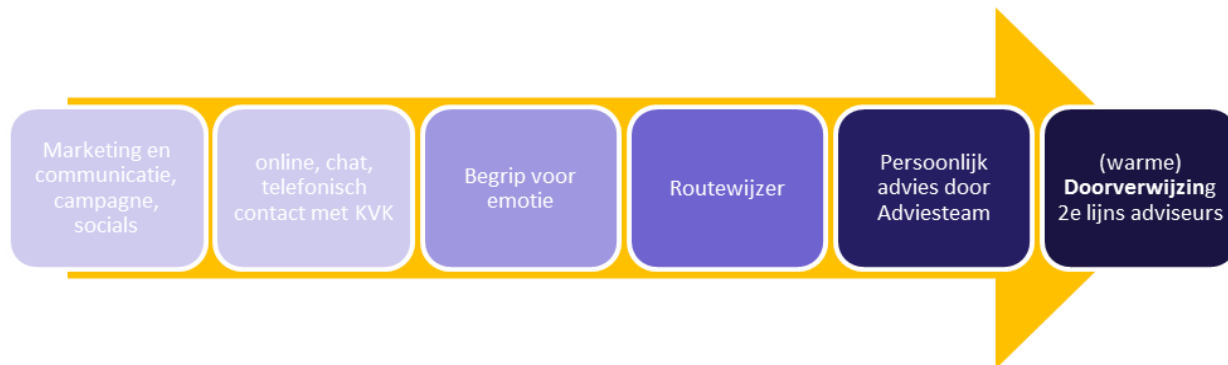 Marketing en
communicatie,
campagne,
socials
online, chat,
telefonisch
contact met KVK
Begrip voor
emotie
Routewijzer
Persoonlijk
advies door
Adviesteam
(warme)
Doorverwijzing
2e lijns adviseurs